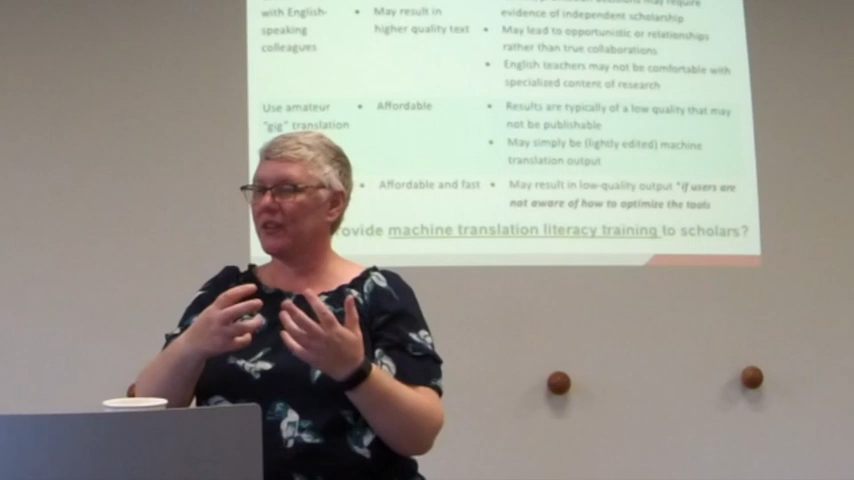 with English-
speaking
colleagues
• May result in
higher quality text
evidence of independent scholarship
• May lead to opportunistic or relationships
rather than true collaborations
• English teachers may not be comfortable with
specialized content of research
Use amateur
"gig" translation
• Affordable
• Results are typically of a low quality that may
not be publishable
• May simply be (lightly edited) machine
translation output
• Affordable and fast
• May result in low-quality output *if users are
not aware of how to optimize the tools
machine translation literacy training to scholars?